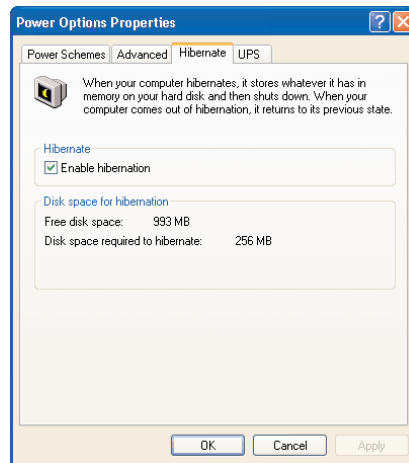 Power Options Properties
Power Schemes Advanced Hibernate UPS
When your computer hibernates, it stores whatever it has in
memory on your hard disk and then shuts down. When your
computer comes out of hibernation, it returns to its previous state.
Hibernate
Enable hibernation
Disk space for hibernation
Free disk space: 993 MB
Disk space required to hibernate: 256 MB
OK Cancel Apply